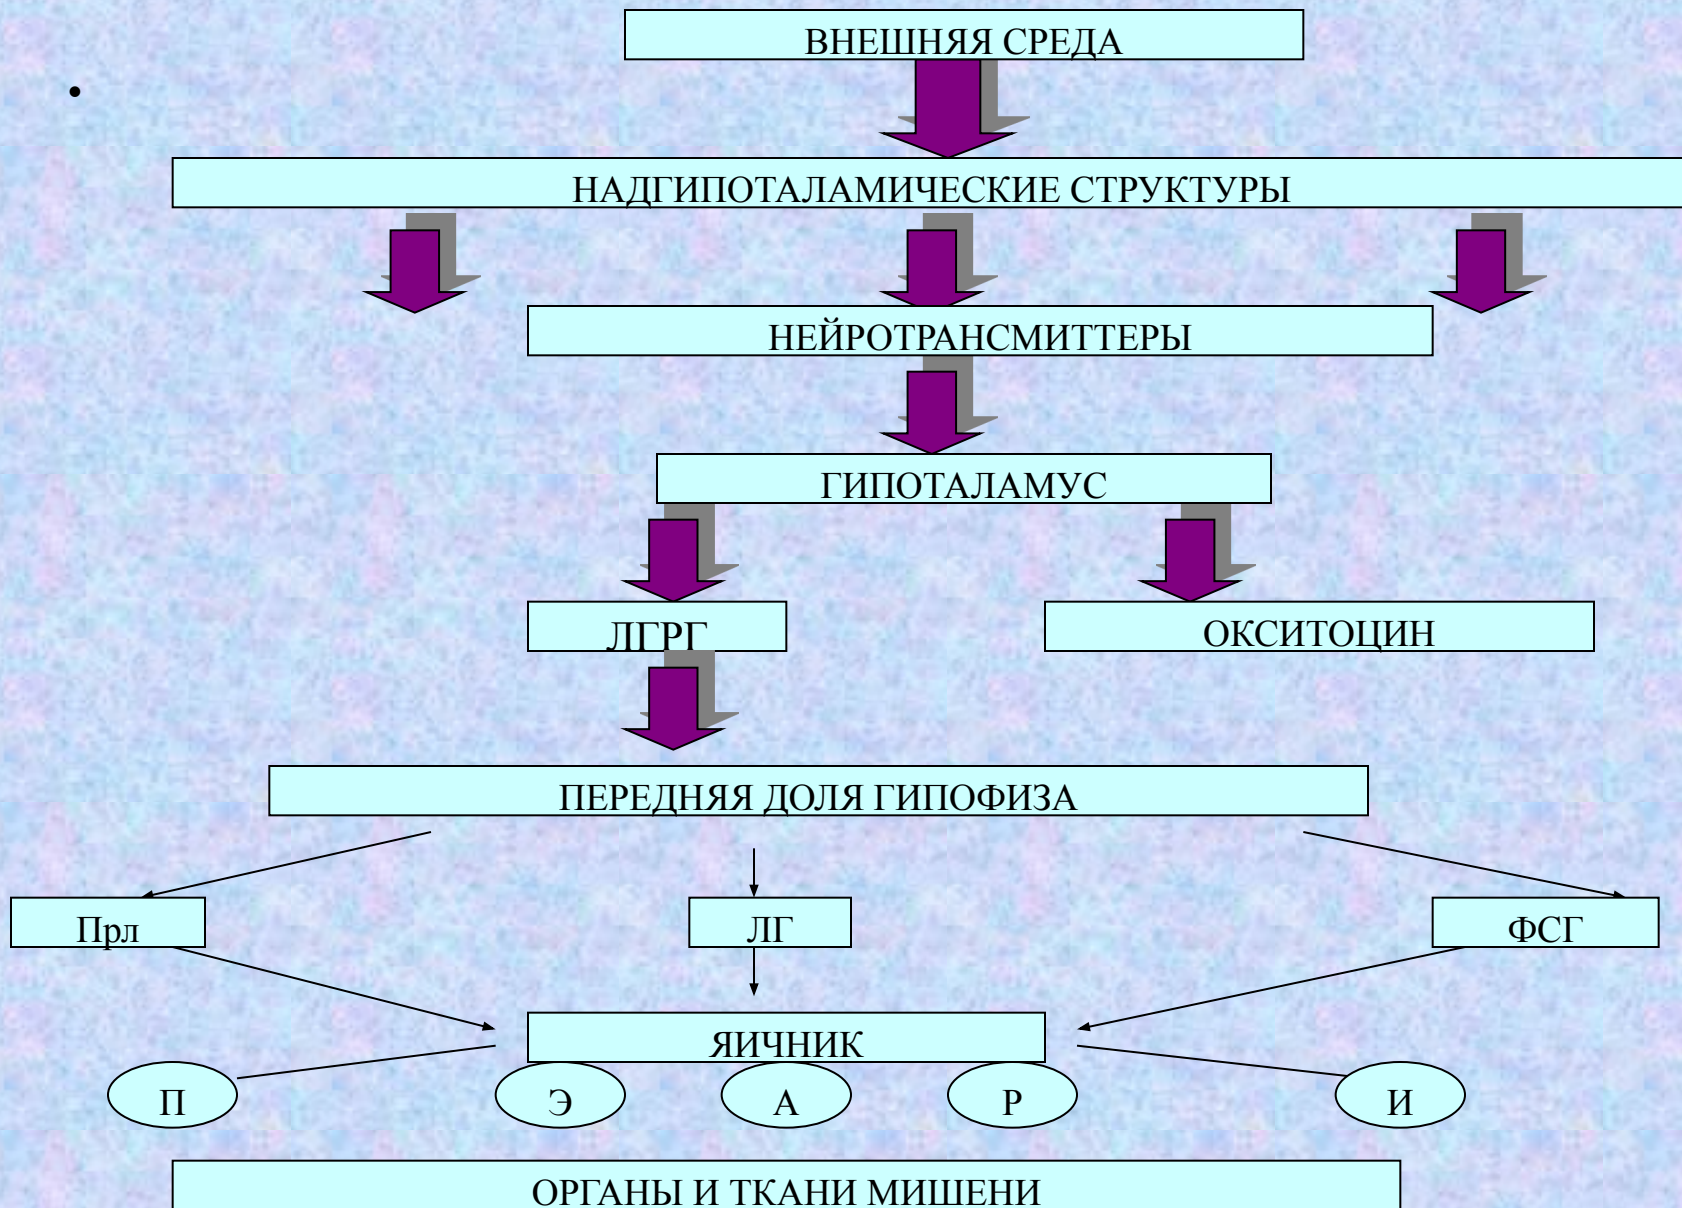 ВНЕШНЯЯ СРЕДА
•
НАДГИПОТАЛАМИЧЕСКИЕ СТРУКТУРЫ
НЕЙРОТРАНСМИТТЕРЫ
ГИПОТАЛАМУС
ЛГРГ
ОКСИТОЦИН
ПЕРЕДНЯЯ ДОЛЯ ГИПОФИЗА
Прл
ЛГ
ФСГ
ЯИЧНИК
П
Э
А
Р
И
ОРГАНЫ И ТКАНИ МИШЕНИ